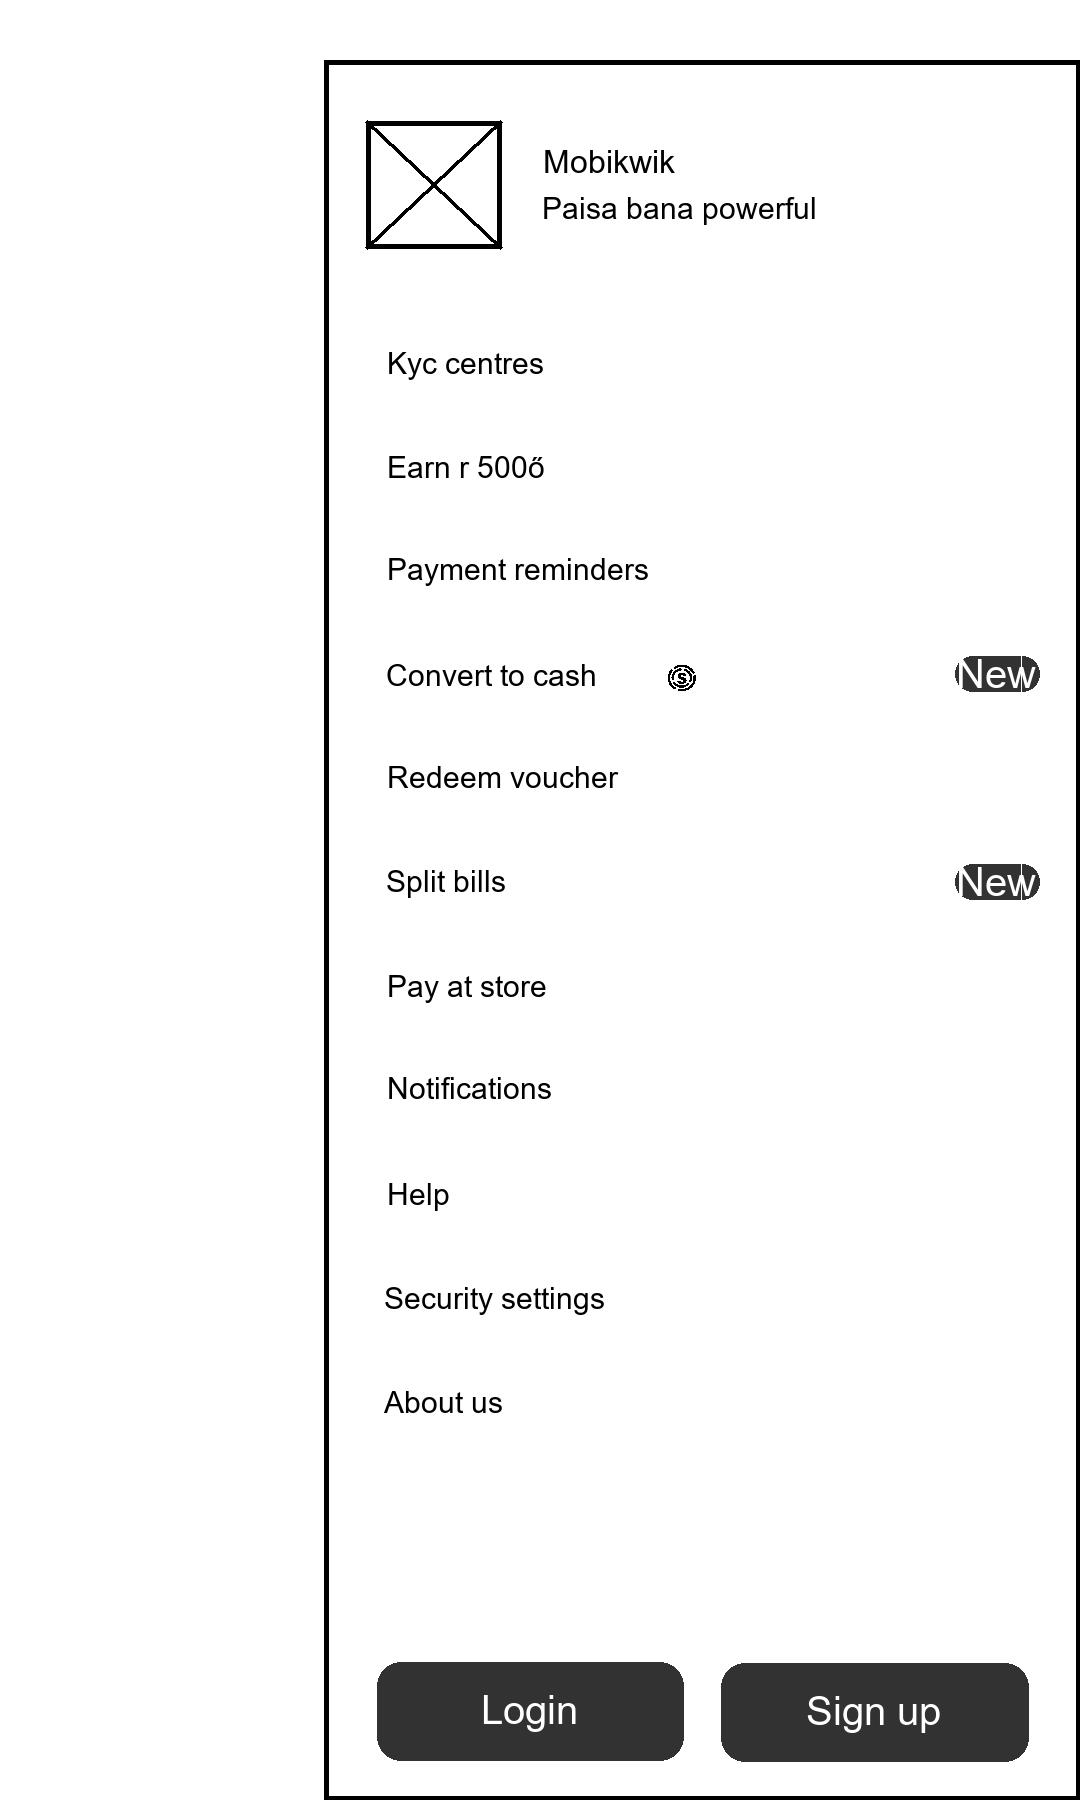 Mobikwik
Paisa bana powerful
Kyc centres
Earn r 500ő
Payment reminders
Convert to cash New
Redeem voucher
Split bills New
Pay at store
Notifications
Help
Security settings
About us
Login Sign up